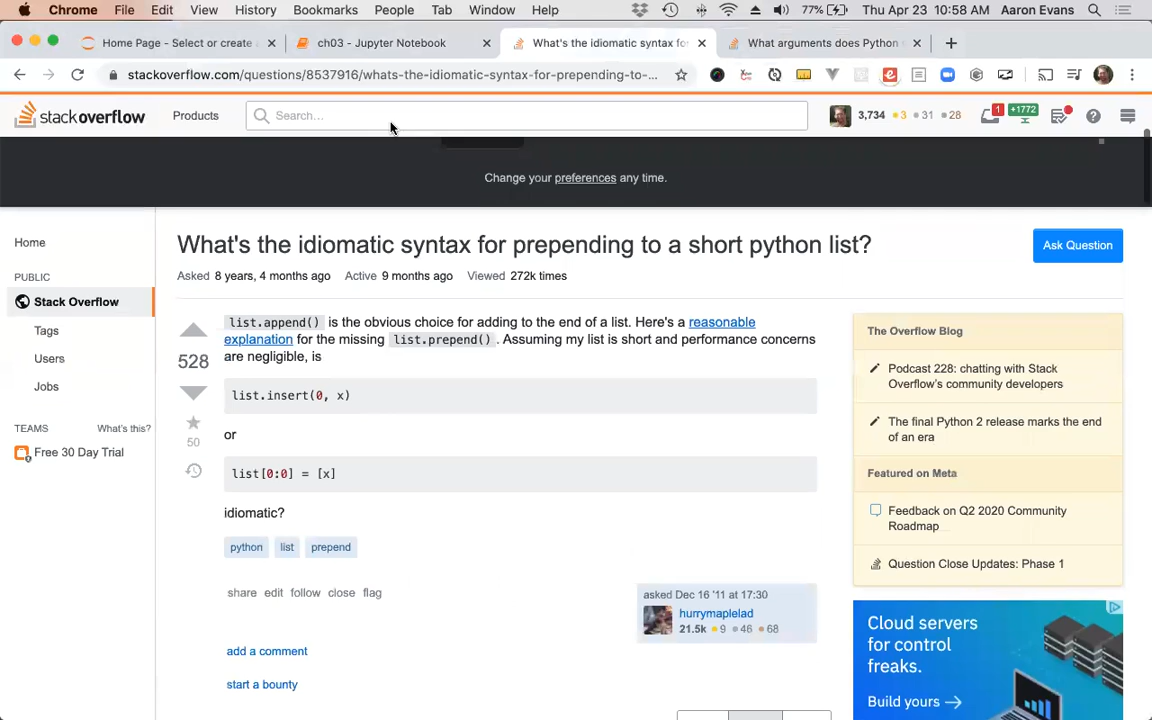 Chrome File Edit View History Bookmarks People Tab Window Help 77% Thu Apr 23 10:58 AM Aaron Evans
Home Page - Select or create
ch03 - Jupyter Notebook
What's the idiomatic syntax for
What arguments does Python
stackoverflow.com/questions/8537916/whats-the-idiomatic-syntax-for-prepending-to-...
stackoverflow
Products
Search...
3,734 3 31 28
1
+1772
Change your preferences any time.
Home
PUBLIC
Stack Overflow
Tags
Users
Jobs
TEAMS What's this?
Free 30 Day Trial
What's the idiomatic syntax for prepending to a short python list?
Ask Question
Asked 8 years, 4 months ago Active 9 months ago Viewed 272k times
528
50
list.append() is the obvious choice for adding to the end of a list. Here's a reasonable
explanation for the missing list.prepend(). Assuming my list is short and performance concerns
are negligible, is
list.insert(0, x)
or
list[0:0] = [x]
idiomatic?
python list prepend
share edit follow close flag
asked Dec 16 '11 at 17:30
hurrymaplelad
21.5k 9 46 68
add a comment
start a bounty
The Overflow Blog
Podcast 228: chatting with Stack
Overflow's community developers
The final Python 2 release marks the end
of an era
Featured on Meta
Feedback on Q2 2020 Community
Roadmap
Question Close Updates: Phase 1
Cloud servers
for control
freaks.
Build yours →